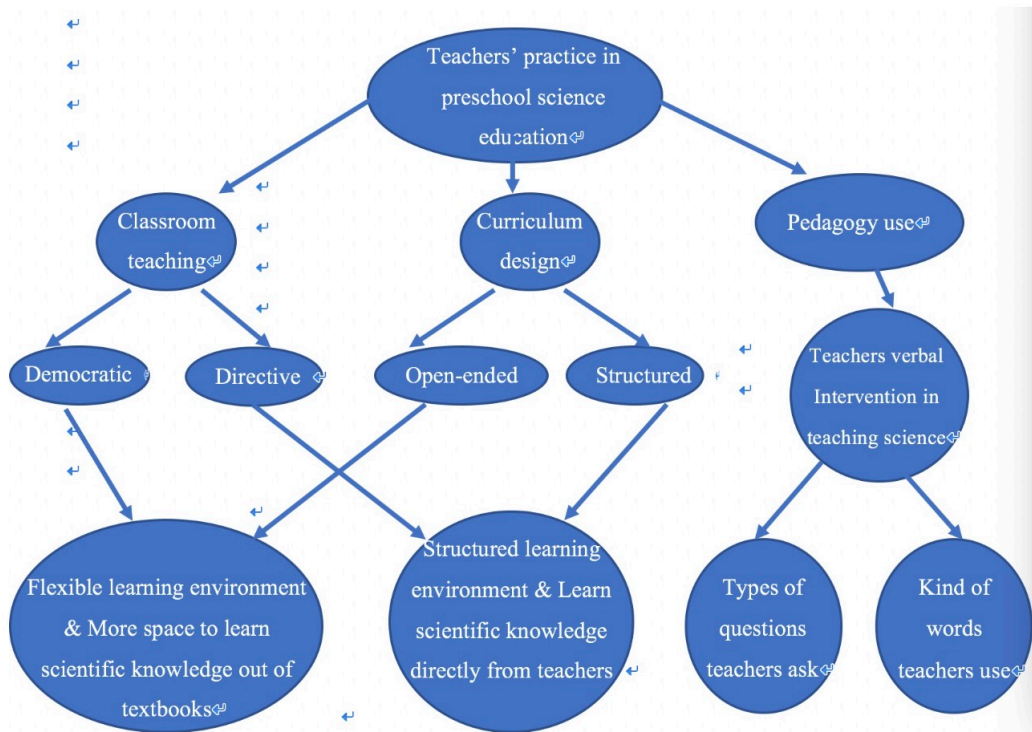 Teachers’ practice in
preschool science
education
Classroom
teaching
Curriculum
design
Pedagogy use
Democratic
Directive
Open-ended
Structured
Teachers verbal
Intervention in
teaching science
Flexible learning environment
& More space to learn
scientific knowledge out of
textbooks
Structured learning
environment & Learn
scientific knowledge
directly from teachers
Types of
questions
teachers ask
Kind of
words
teachers use